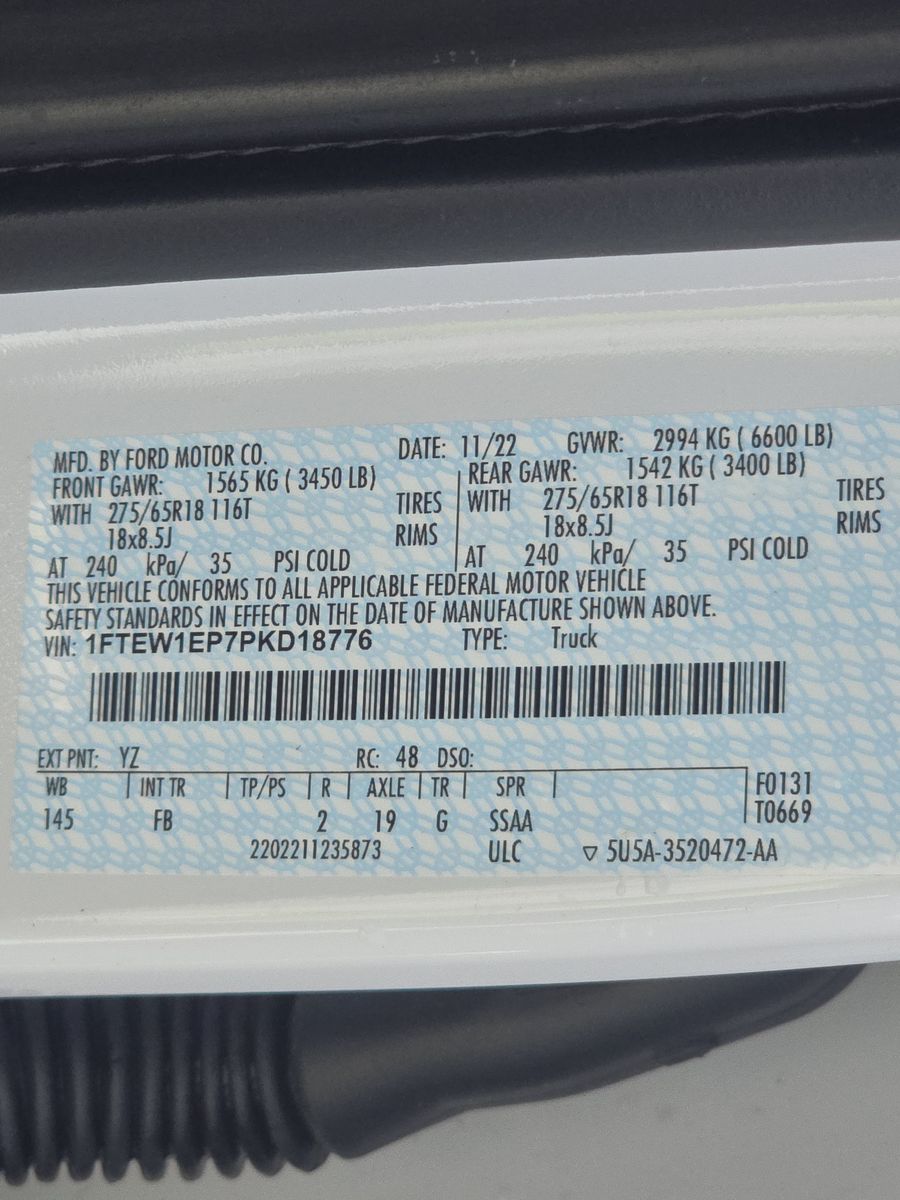 MFD. BY FORD MOTOR CO. DATE: 11/22 GVWR: 2994 KG ( 6600 LB)
FRONT GAWR: 1565 KG ( 3450 LB) REAR GAWR: 1542 KG ( 3400 LB)
WITH 275/65R18 116T TIRES WITH 275/65R18 116T TIRES
18x8.5J RIMS 18x8.5J RIMS
AT 240 kPa/ 35 PSI COLD AT 240 kPa/ 35 PSI COLD
THIS VEHICLE CONFORMS TO ALL APPLICABLE FEDERAL MOTOR VEHICLE
SAFETY STANDARDS IN EFFECT ON THE DATE OF MANUFACTURE SHOWN ABOVE.
VIN: 1FTEW1EP7PKD18776 TYPE: Truck
EXT PNT: YZ RC: 48 DSO:
WB INT TR TP/PS R AXLE TR SPR F0131
145 FB 2 19 G SSAA T0669
2202211235873 ULC ▽ 5U5A-3520472-AA